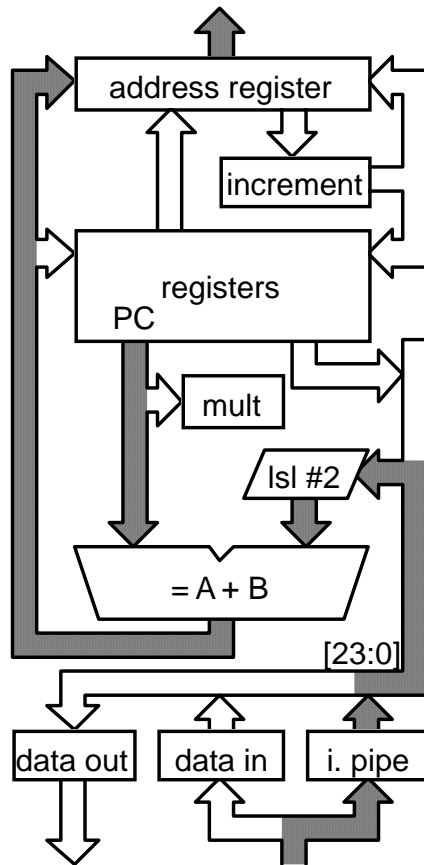 address register
increment
registers
PC
mult
lsl #2
= A + B
[23:0]
data out
data in
i. pipe